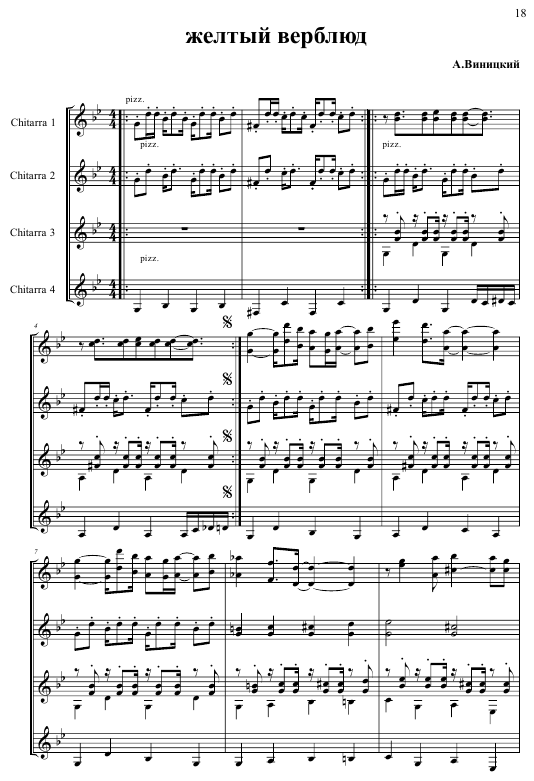 18
желтый верблюд
А.Виницкий
pizz.
Chitarra 1
pizz.
pizz.
Chitarra 2
Chitarra 3
pizz.
Chitarra 4
4
7